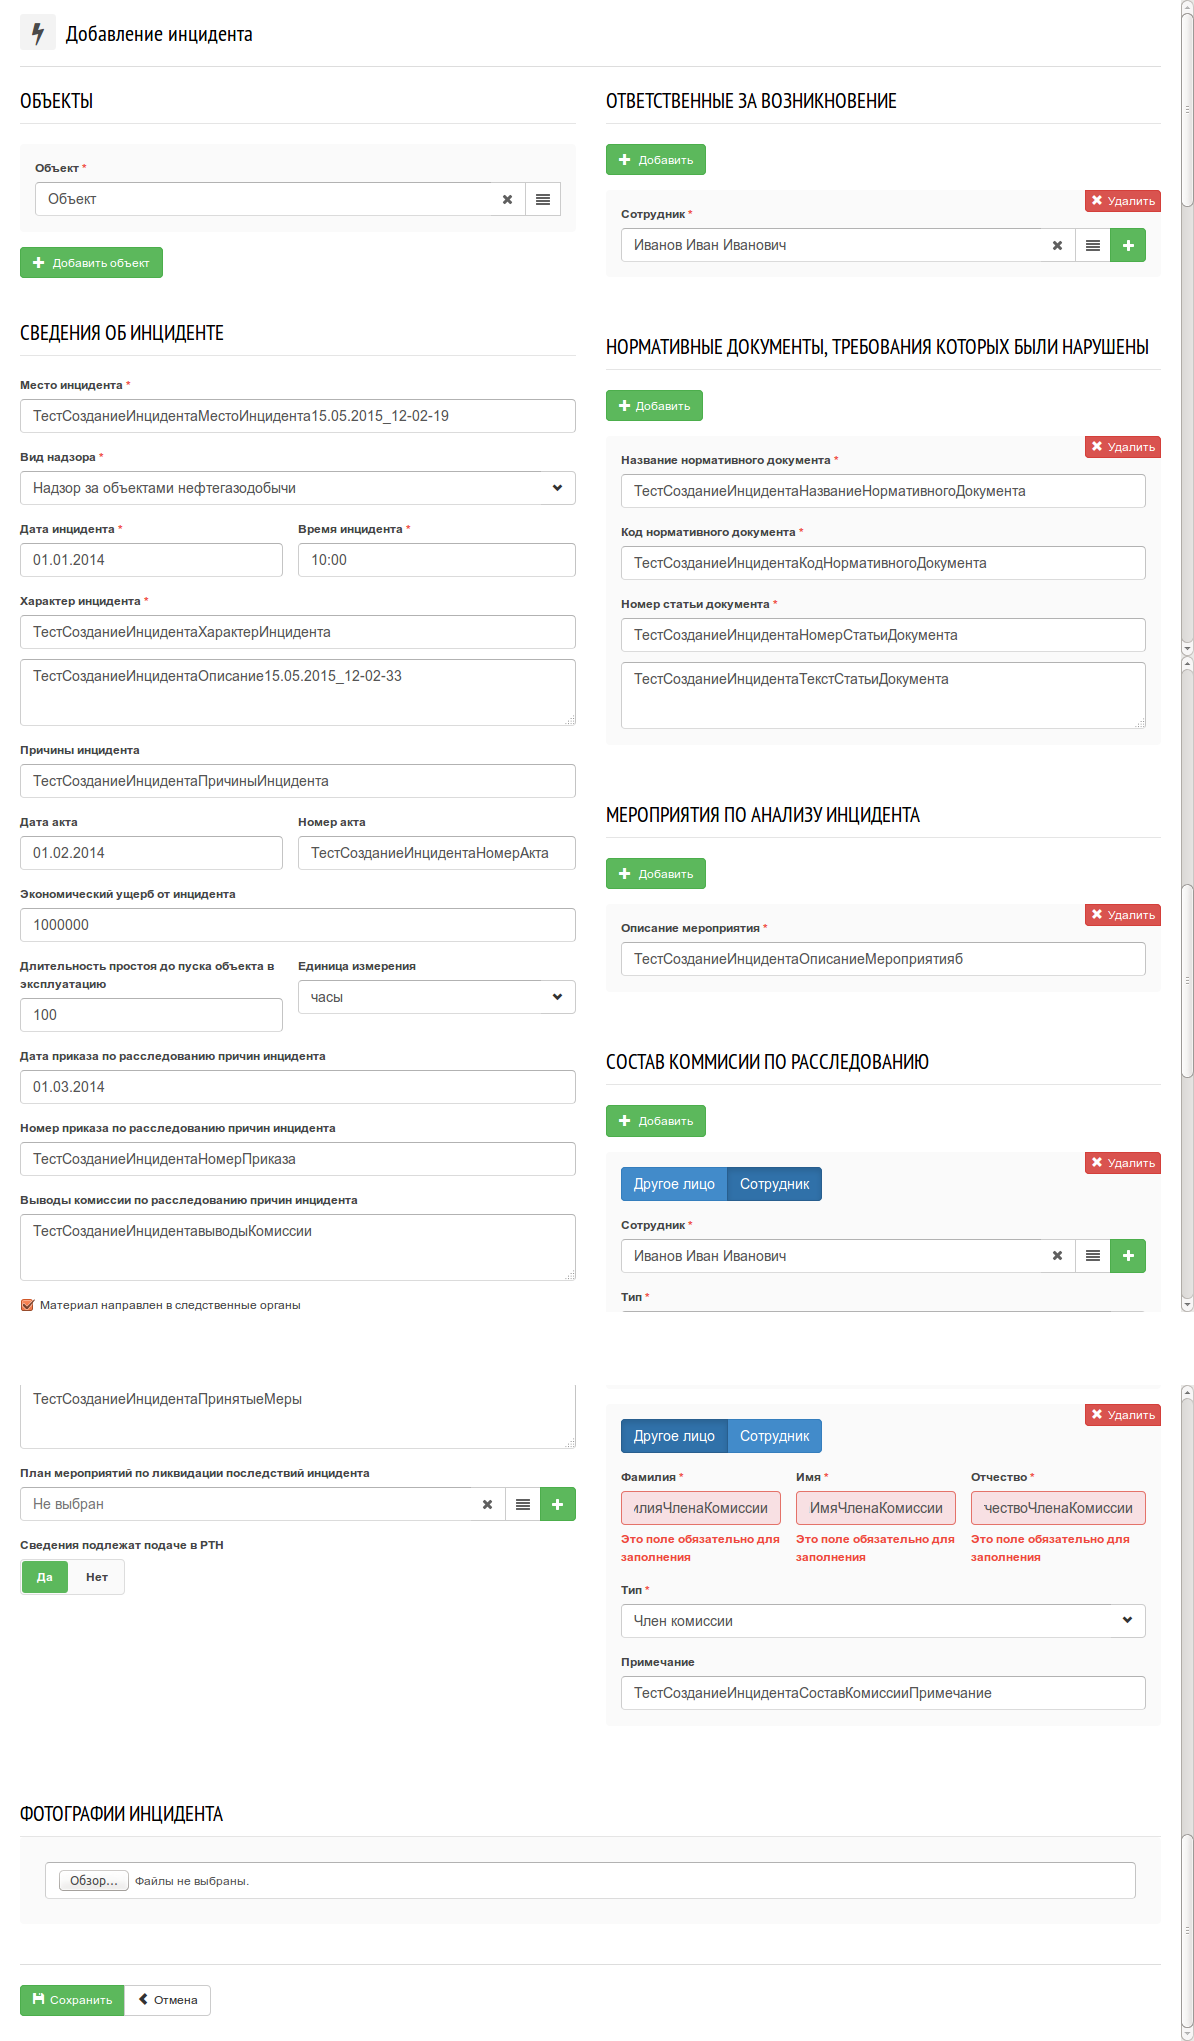 Добавление инцидента
ОБЪЕКТЫ
Объект *
Объект
Добавить объект
СВЕДЕНИЯ ОБ ИНЦИДЕНТЕ
Место инцидента *
ТестСозданиеИнцидентаМестоИнцидента15.05.2015_12-02-19
Вид надзора *
Надзор за объектами нефтегазодобычи
Дата инцидента *
Время инцидента *
01.01.2014
10:00
Характер инцидента *
ТестСозданиеИнцидентаХарактерИнцидента
ТестСозданиеИнцидентаОписание15.05.2015_12-02-33
Причины инцидента
ТестСозданиеИнцидентаПричиныИнцидента
Дата акта
Номер акта
01.02.2014
ТестСозданиеИнцидентаНомерАкта
Экономический ущерб от инцидента
1000000
Длительность простоя до пуска объекта в
эксплуатацию
Единица измерения
100
часы
Дата приказа по расследованию причин инцидента
01.03.2014
Номер приказа по расследованию причин инцидента
ТестСозданиеИнцидентаНомерПриказа
Выводы комиссии по расследованию причин инцидента
ТестСозданиеИнцидентавыводыКомиссии
Материал направлен в следственные органы
ТестСозданиеИнцидентаПринятыеМеры
План мероприятий по ликвидации последствий инцидента
Не выбран
Сведения подлежат подаче в РТН
Да
Нет
ОТВЕТСТВЕННЫЕ ЗА ВОЗНИКНОВЕНИЕ
Добавить
Удалить
Сотрудник *
Иванов Иван Иванович
НОРМАТИВНЫЕ ДОКУМЕНТЫ, ТРЕБОВАНИЯ КОТОРЫХ БЫЛИ НАРУШЕНЫ
Добавить
Удалить
Название нормативного документа *
ТестСозданиеИнцидентаНазваниеНормативногоДокумента
Код нормативного документа *
ТестСозданиеИнцидентаКодНормативногоДокумента
Номер статьи документа *
ТестСозданиеИнцидентаНомерСтатьиДокумента
ТестСозданиеИнцидентаТекстСтатьиДокумента
МЕРОПРИЯТИЯ ПО АНАЛИЗУ ИНЦИДЕНТА
Добавить
Удалить
Описание мероприятия *
ТестСозданиеИнцидентаОписаниеМероприятияб
СОСТАВ КОММИСИИ ПО РАССЛЕДОВАНИЮ
Добавить
Удалить
Другое лицо
Сотрудник
Сотрудник *
Иванов Иван Иванович
Тип *
Удалить
Другое лицо
Сотрудник
Фамилия *
Имя *
Отчество *
илияЧленаКомиссии
ИмяЧленаКомиссии
чествоЧленаКомиссии
Это поле обязательно для
заполнения
Это поле обязательно для
заполнения
Это поле обязательно для
заполнения
Тип *
Член комиссии
Примечание
ТестСозданиеИнцидентаСоставКомиссииПримечание
ФОТОГРАФИИ ИНЦИДЕНТА
Обзор...
Файлы не выбраны.
Сохранить
Отмена